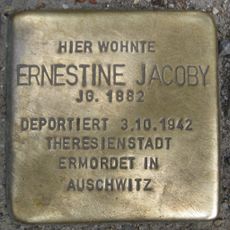 HIER WOHNTE
ERNESTINE JACOBY
JG. 1882
DEPORTIERT 3.10.1942
THERESIENSTADT
ERMORDET IN
AUSCHWITZ